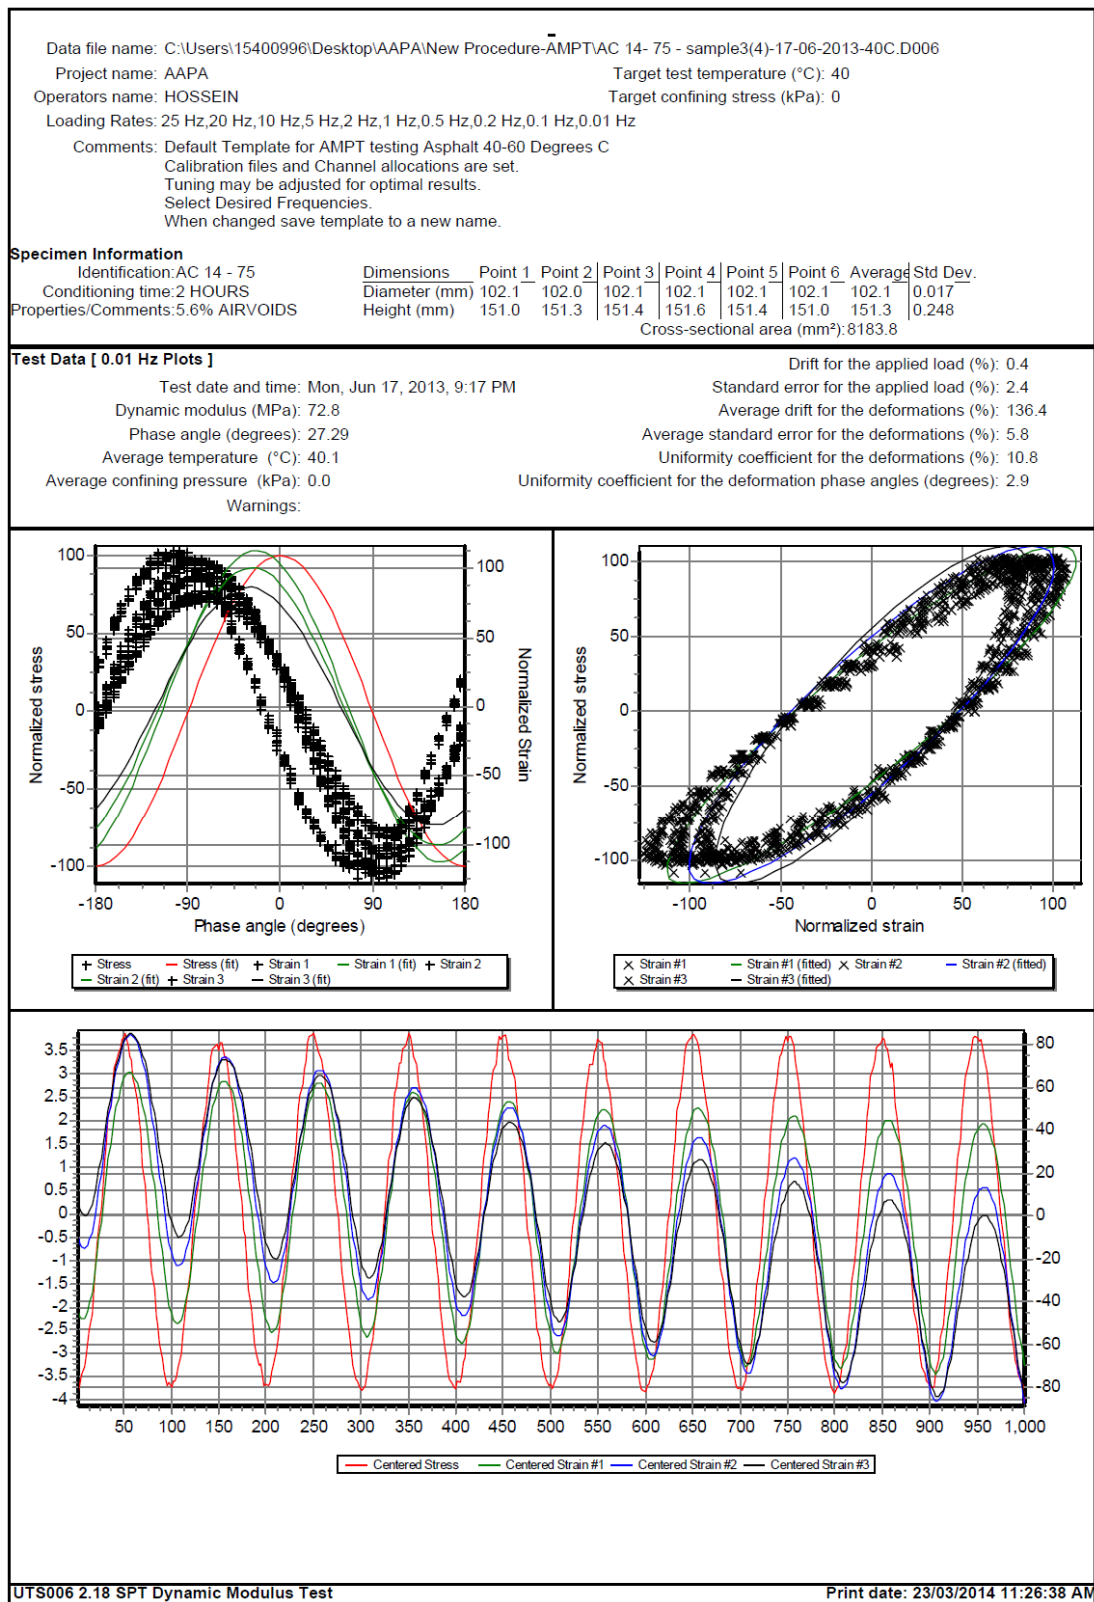 Data file name: C:\Users\15400996\Desktop\AAPA\New Procedure-AMPT\AC 14- 75 - sample3(4)-17-06-2013-40C.D006
Project name: AAPA Target test temperature (°C): 40
Operators name: HOSSEIN Target confining stress (kPa): 0
Loading Rates: 25 Hz,20 Hz,10 Hz,5 Hz,2 Hz,1 Hz,0.5 Hz,0.2 Hz,0.1 Hz,0.01 Hz
Comments: Default Template for AMPT testing Asphalt 40-60 Degrees C
Calibration files and Channel allocations are set.
Tuning may be adjusted for optimal results.
Select Desired Frequencies.
When changed save template to a new name.
Specimen Information
Identification:AC 14 - 75 Dimensions Point 1 Point 2 Point 3 Point 4 Point 5 Point 6 Average Std Dev.
Conditioning time:2 HOURS Diameter (mm) 102.1 102.0 102.1 102.1 102.1 102.1 102.1 0.017
Properties/Comments:5.6% AIRVOIDS Height (mm) 151.0 151.3 151.4 151.6 151.4 151.0 151.3 0.248
Cross-sectional area (mm²):8183.8
Test Data [ 0.01 Hz Plots ] Drift for the applied load (%): 0.4
Test date and time: Mon, Jun 17, 2013, 9:17 PM Standard error for the applied load (%): 2.4
Dynamic modulus (MPa): 72.8 Average drift for the deformations (%): 136.4
Phase angle (degrees): 27.29 Average standard error for the deformations (%): 5.8
Average temperature (°C): 40.1 Uniformity coefficient for the deformations (%): 10.8
Average confining pressure (kPa): 0.0 Uniformity coefficient for the deformation phase angles (degrees): 2.9
Warnings:
Normalized stress
100
50
0
-50
-100
100
50
0
-50
-100
Normalized Strain
-180 -90 0 90 180
Phase angle (degrees)
Stress Stress (fit) Strain 1 Strain 1 (fit) Strain 2
Strain 2 (fit) Strain 3 Strain 3 (fit)
Normalized stress
100
50
0
-50
-100
-100 -50 0 50 100
Normalized strain
Strain #1 Strain #1 (fitted) Strain #2 Strain #2 (fitted)
Strain #3 Strain #3 (fitted)
3.5
3
2.5
2
1.5
1
0.5
0
-0.5
-1
-1.5
-2
-2.5
-3
-3.5
-4
80
60
40
20
0
-20
-40
-60
-80
50 100 150 200 250 300 350 400 450 500 550 600 650 700 750 800 850 900 950 1,000
Centered Stress Centered Strain #1 Centered Strain #2 Centered Strain #3
UTS006 2.18 SPT Dynamic Modulus Test Print date: 23/03/2014 11:26:38 AM